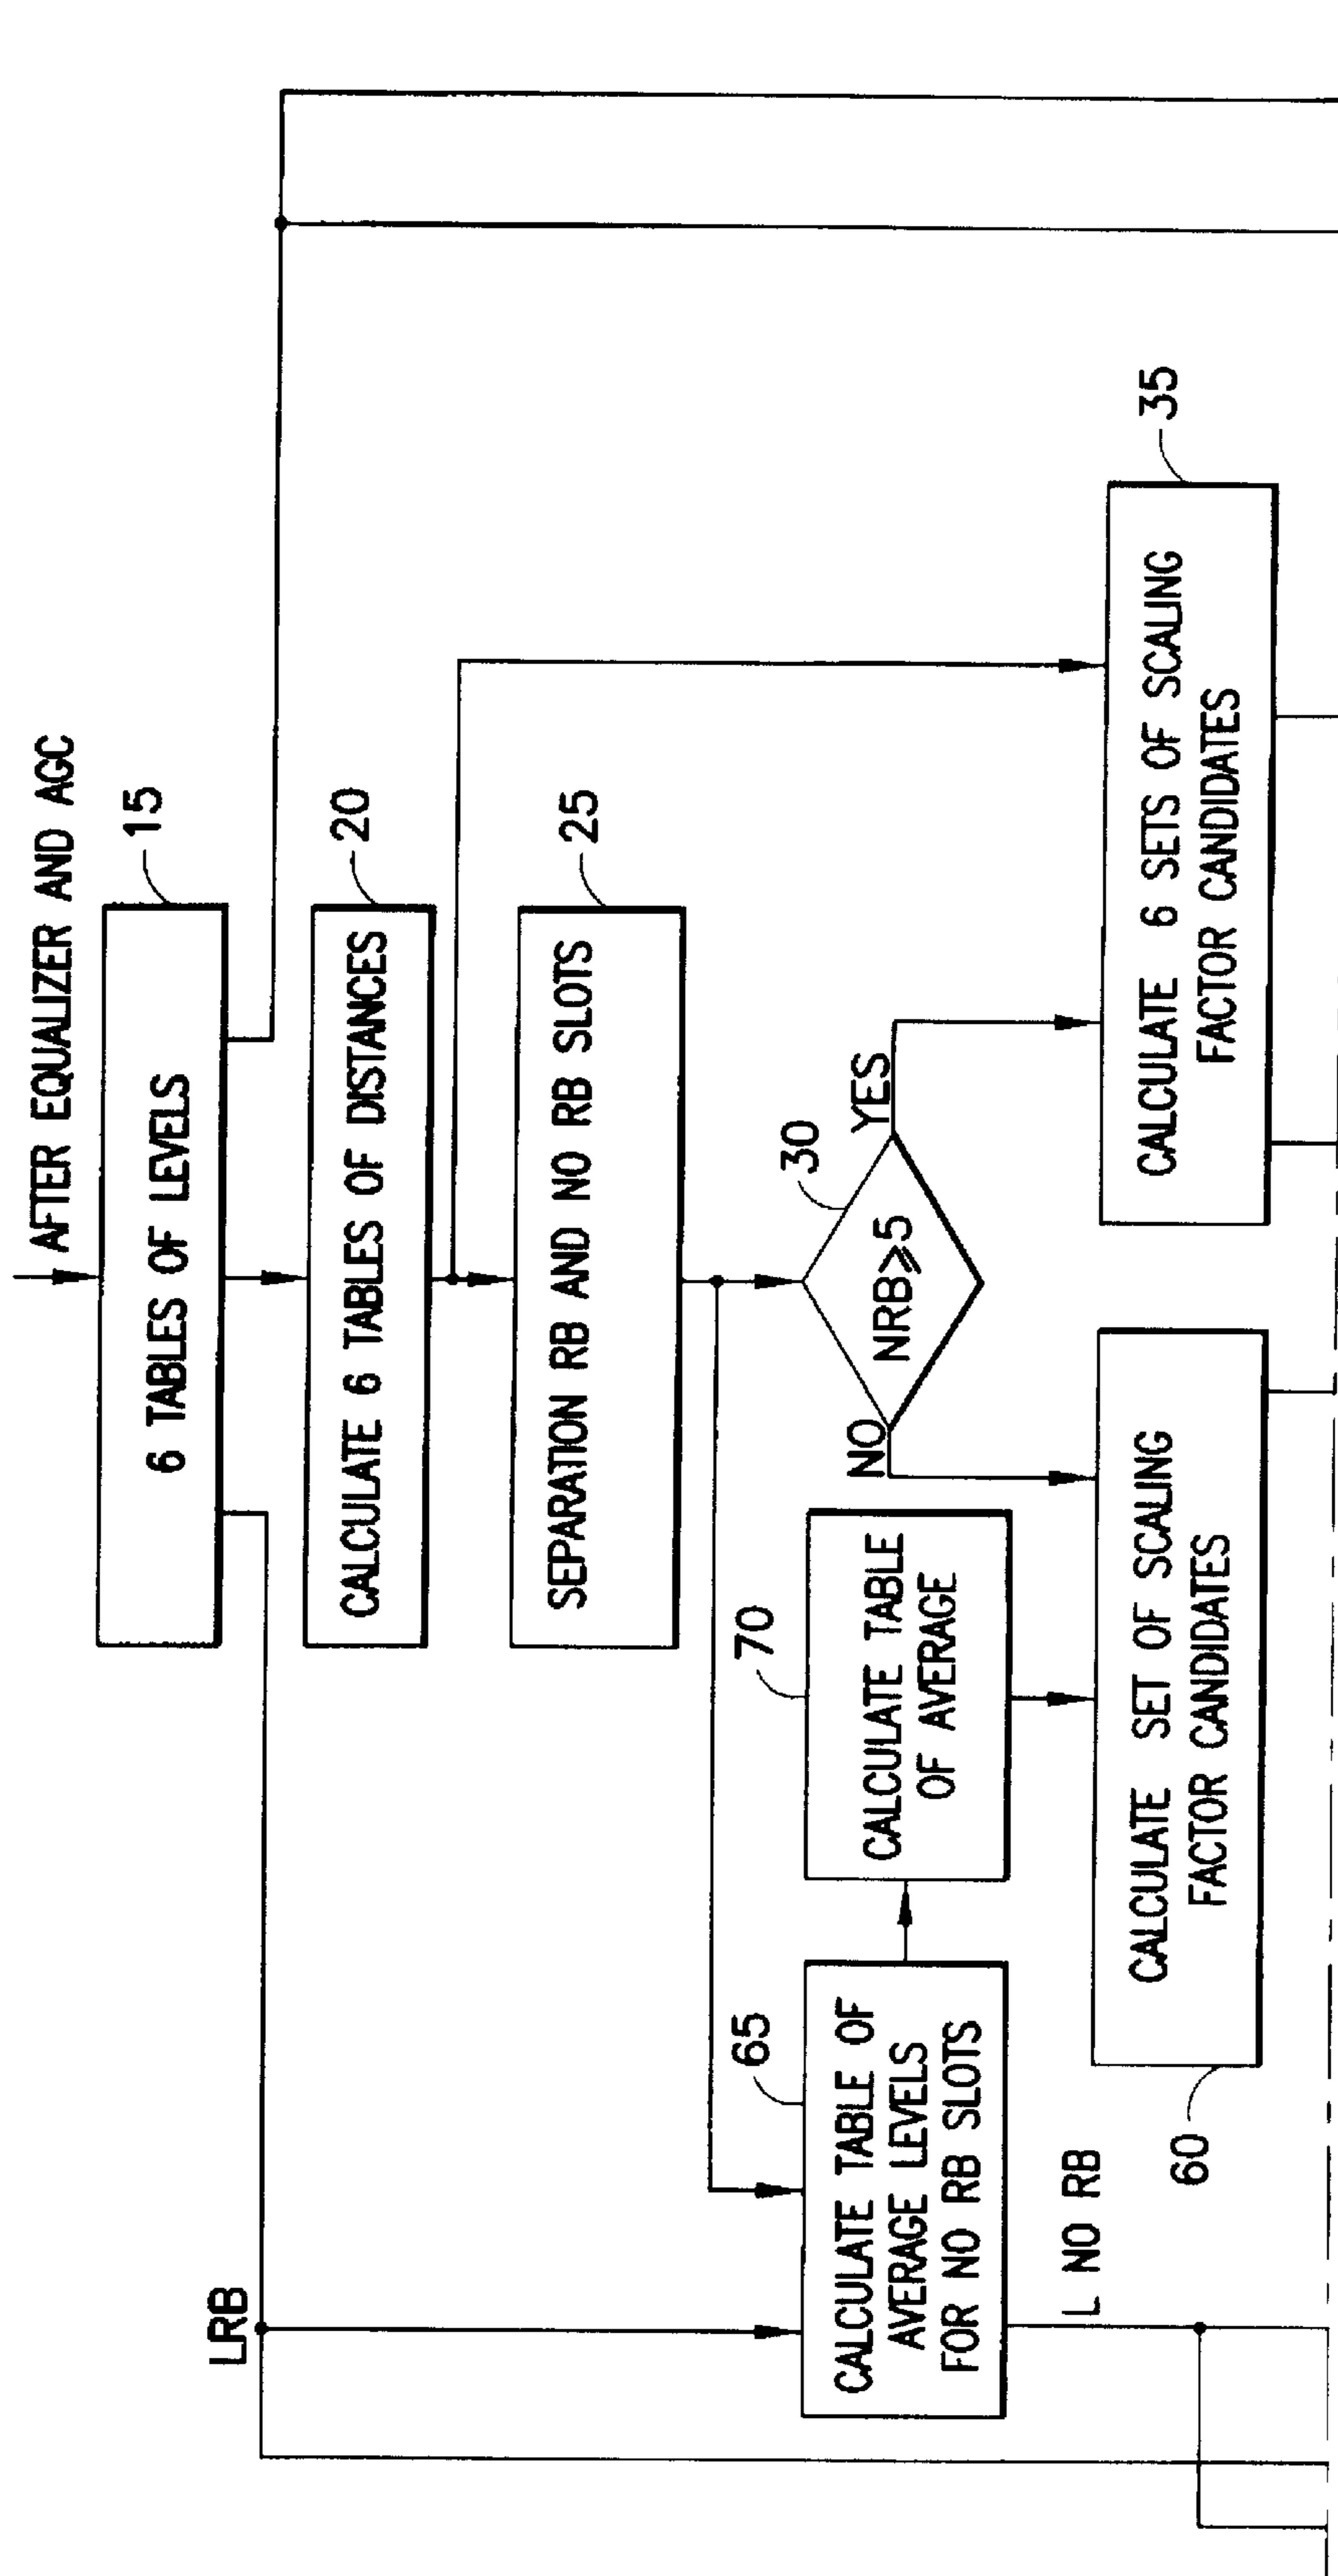 AFTER EQUALIZER AND AGC
15
6 TABLES OF LEVELS
20
CALCULATE 6 TABLES OF DISTANCES
25
SEPARATION RB AND NO RB SLOTS
LRB
30
NRB⩾5
NO
YES
35
CALCULATE 6 SETS OF SCALING
FACTOR CANDIDATES
65
CALCULATE TABLE OF
AVERAGE LEVELS
FOR NO RB SLOTS
70
CALCULATE TABLE
OF AVERAGE
CALCULATE SET OF SCALING
FACTOR CANDIDATES
60
L NO RB